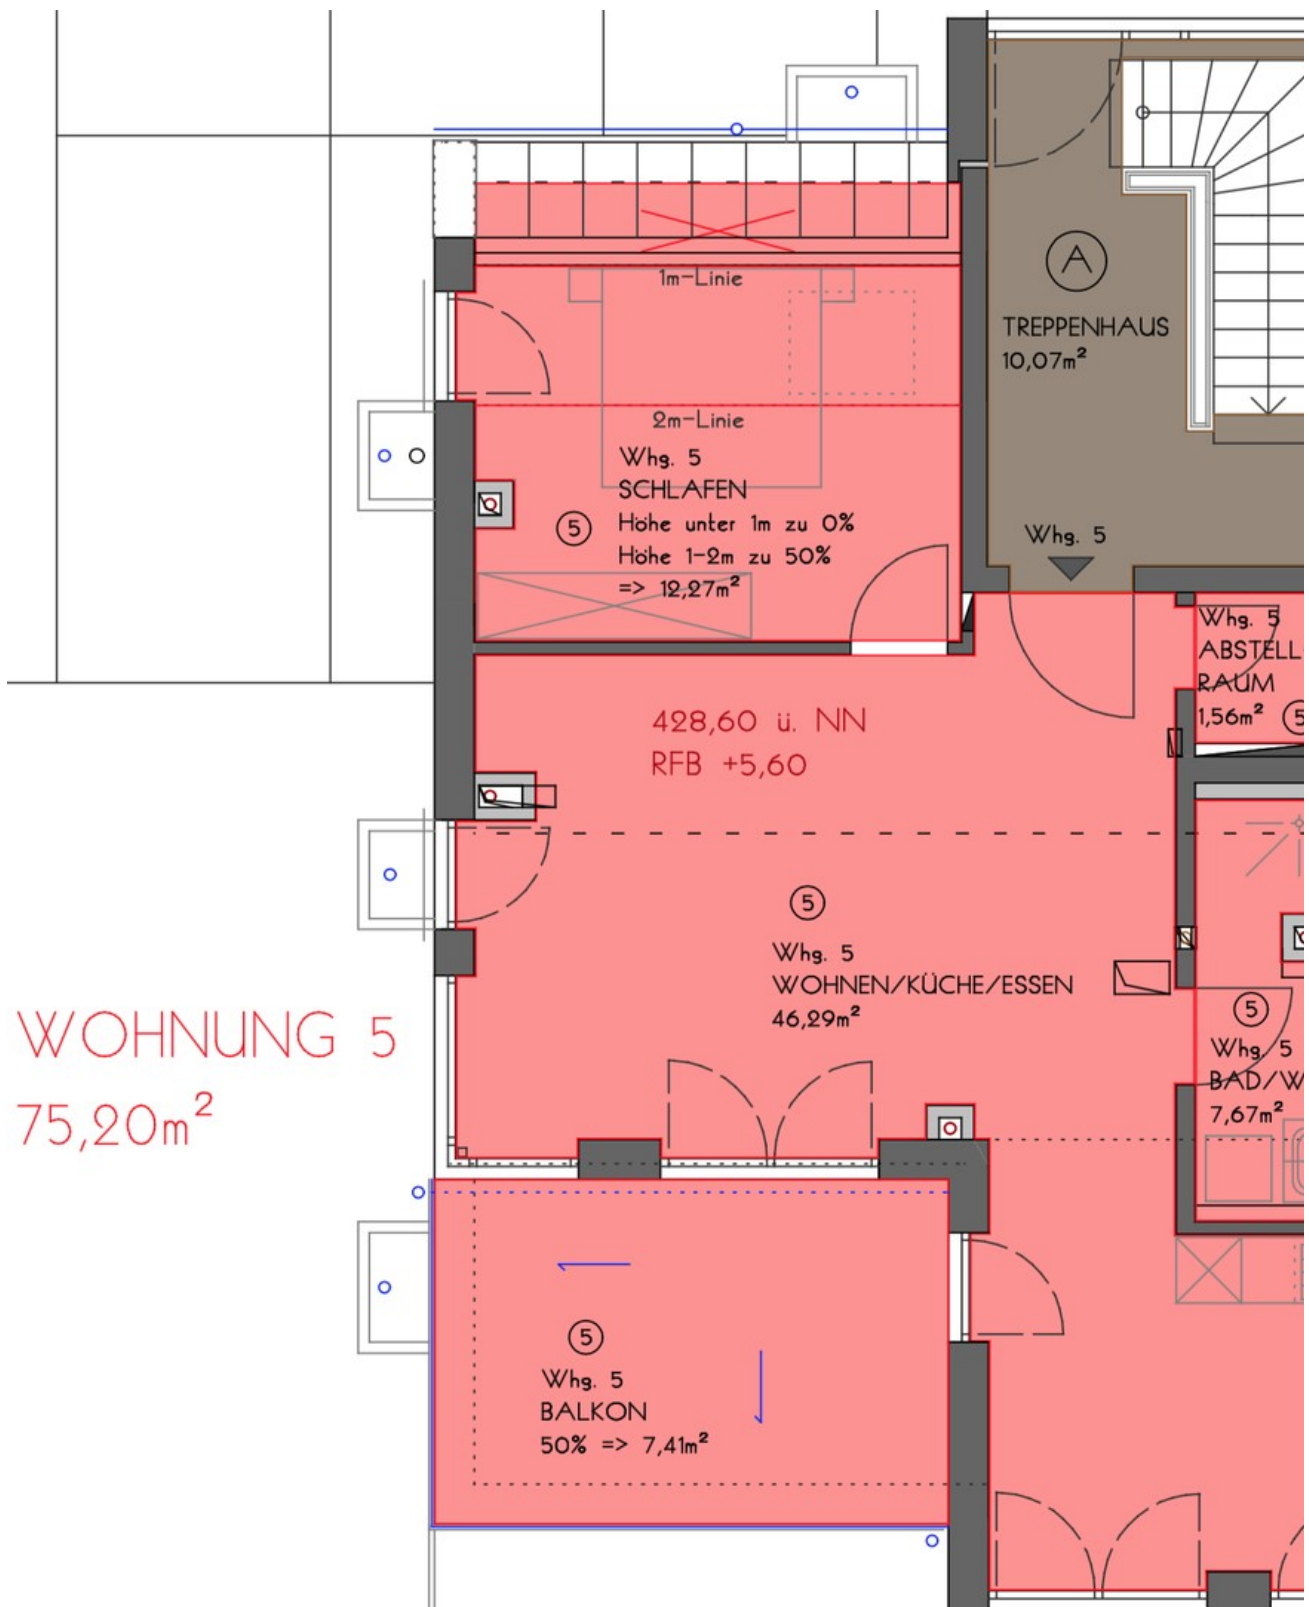 A
TREPPENHAUS
10,07m²
1m-Linie
2m-Linie
Whg. 5
SCHLAFEN
5
Höhe unter 1m zu 0%
Höhe 1-2m zu 50%
=> 12,27m²
Whg. 5
Whg. 5
ABSTELL-
RAUM
1,56m²
5
428,60 ü. NN
RFB +5,60
5
Whg. 5
WOHNEN/KÜCHE/ESSEN
46,29m²
WOHNUNG 5
75,20m²
5
Whg. 5
BAD/W
7,67m²
5
Whg. 5
BALKON
50% => 7,41m²